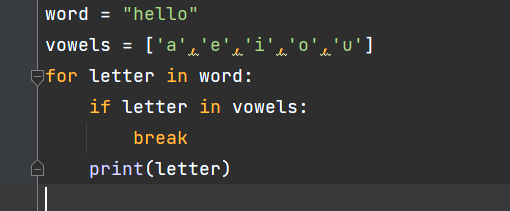 word = "hello"
vowels = ['a','e','i','o','u']
for letter in word:
    if letter in vowels:
        break
    print(letter)